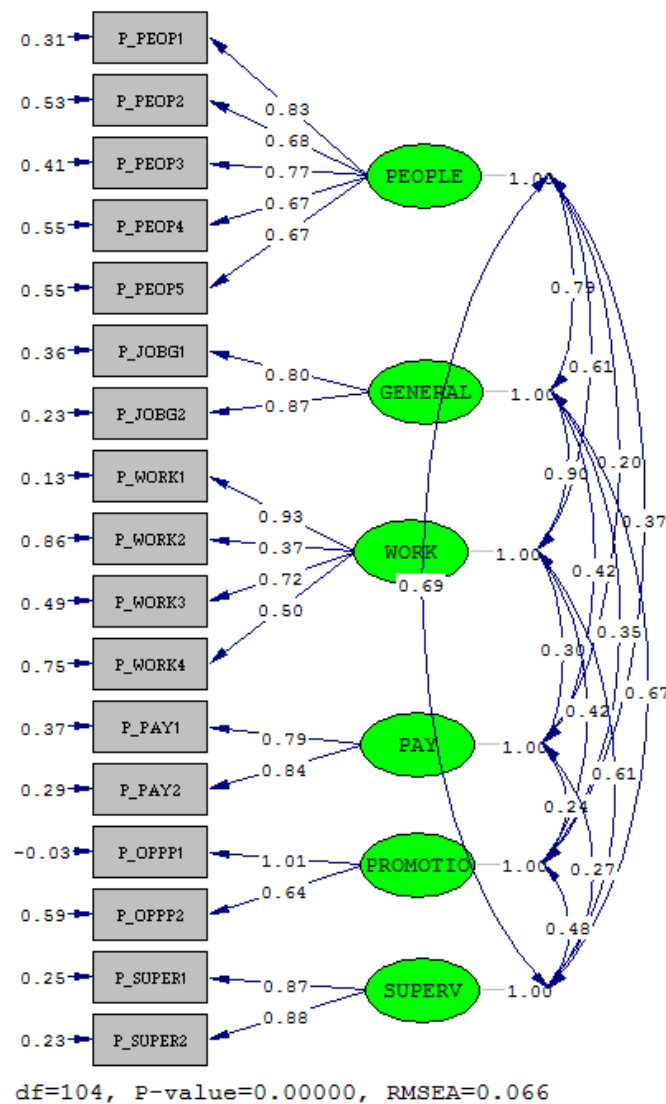 0.31 P_PEOP1
0.83
0.53 P_PEOP2
0.68
0.41 P_PEOP3 0.77
PEOPLE 1.00
0.67
0.55 P_PEOP4
0.67
0.55 P_PEOP5
0.79
0.36 P_JOBG1
0.61
0.80
GENERAL 1.00
0.87
0.23 P_JOBG2
0.20
0.13 P_WORK1
0.90
0.37
0.93
0.86 P_WORK2 0.37
WORK 1.00
0.72
0.42
0.69
0.49 P_WORK3
0.50
0.35
0.30
0.75 P_WORK4
0.67
0.42
0.37 P_PAY1
0.79
PAY 1.00
0.61
0.84
0.29 P_PAY2
0.24
-0.03 P_OPPP1
1.01
PROMOTIO 1.00
0.27
0.64
0.59 P_OPPP2
0.48
0.25 P_SUPER1
0.87
SUPERV 1.00
0.88
0.23 P_SUPER2
df=104, P-value=0.00000, RMSEA=0.066